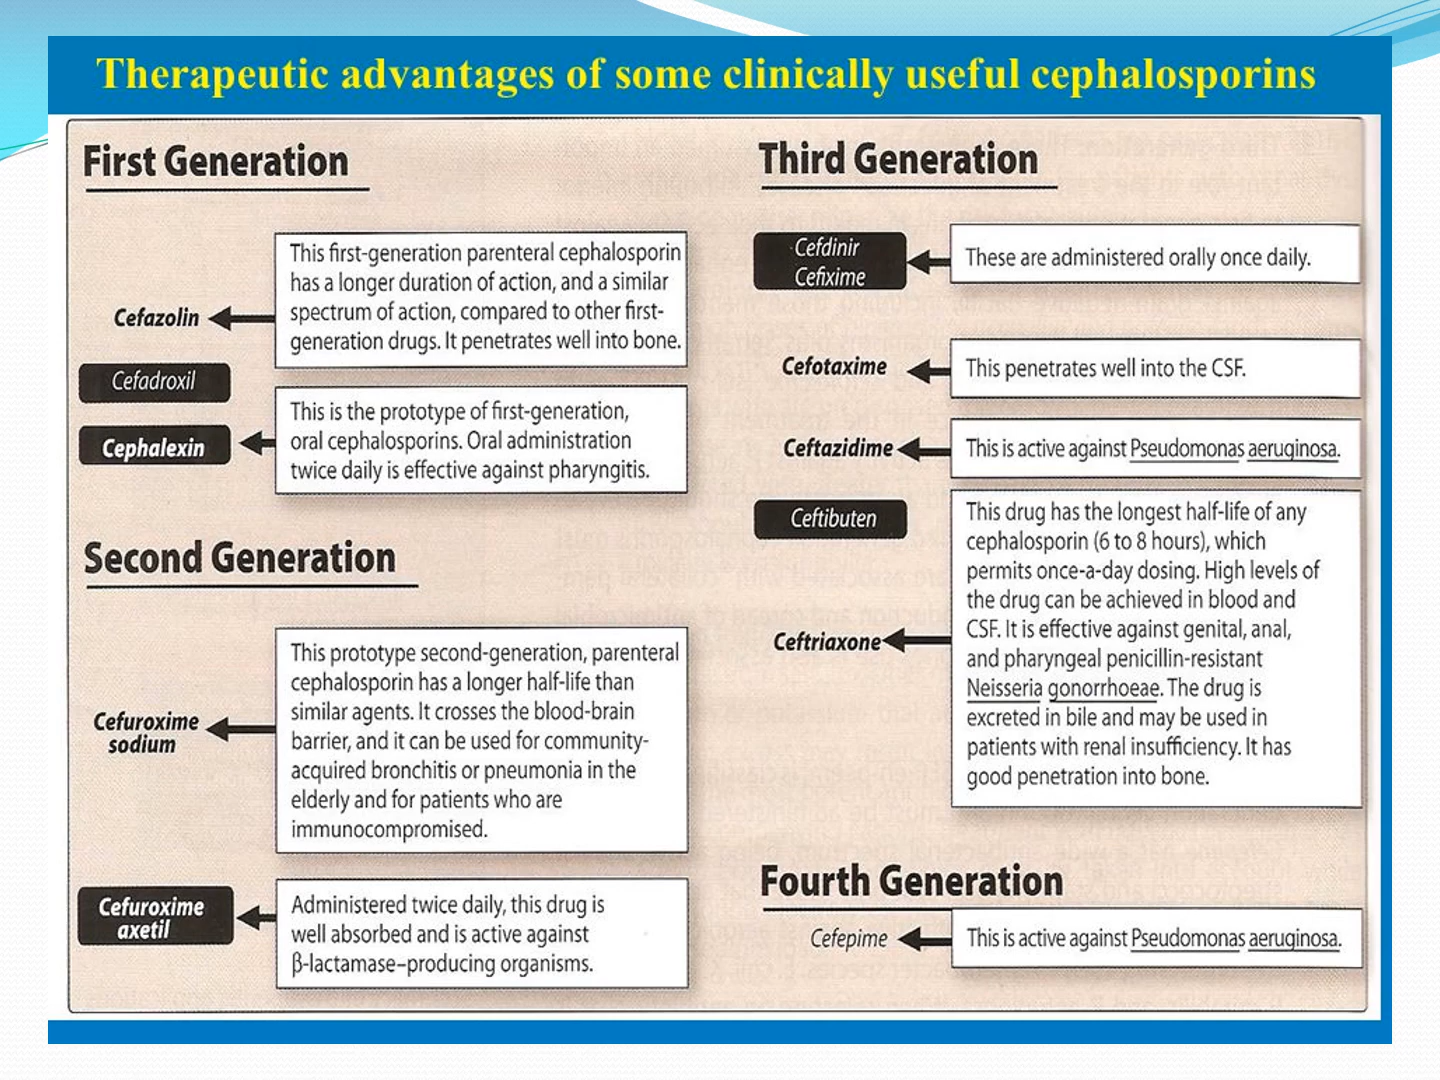 Therapeutic advantages of some clinically useful cephalosporins
First Generation
Cefazolin
This first-generation parenteral cephalosporin
has a longer duration of action, and a similar
spectrum of action, compared to other first-
generation drugs. It penetrates well into bone.
Cefadroxil
Cephalexin
This is the prototype of first-generation,
oral cephalosporins. Oral administration
twice daily is effective against pharyngitis.
Second Generation
Cefuroxime
sodium
This prototype second-generation, parenteral
cephalosporin has a longer half-life than
similar agents. It crosses the blood-brain
barrier, and it can be used for community-
acquired bronchitis or pneumonia in the
elderly and for patients who are
immunocompromised.
Cefuroxime
axetil
Administered twice daily, this drug is
well absorbed and is active against
β-lactamase–producing organisms.
Third Generation
Cefdinir
Cefixime
These are administered orally once daily.
Cefotaxime
This penetrates well into the CSF.
Ceftazidime
This is active against Pseudomonas aeruginosa.
Ceftibuten
Ceftriaxone
This drug has the longest half-life of any
cephalosporin (6 to 8 hours), which
permits once-a-day dosing. High levels of
the drug can be achieved in blood and
CSF. It is effective against genital, anal,
and pharyngeal penicillin-resistant
Neisseria gonorrhoeae. The drug is
excreted in bile and may be used in
patients with renal insufficiency. It has
good penetration into bone.
Fourth Generation
Cefepime
This is active against Pseudomonas aeruginosa.